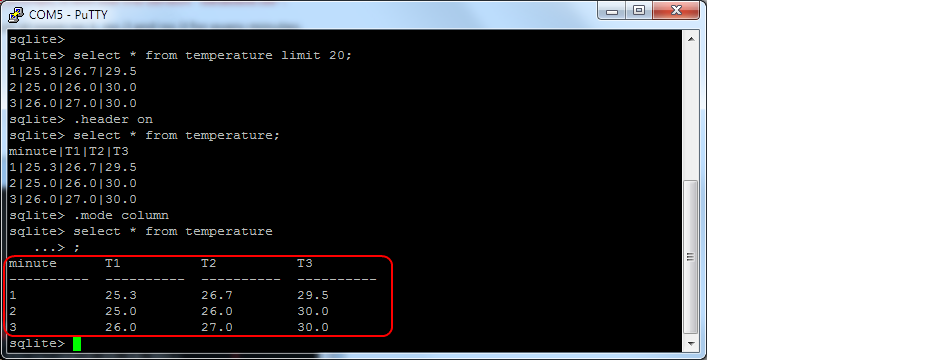 COM5 - PuTTY
sqlite>
sqlite> select * from temperature limit 20;
1|25.3|26.7|29.5
2|25.0|26.0|30.0
3|26.0|27.0|30.0
sqlite> .header on
sqlite> select * from temperature;
minute|T1|T2|T3
1|25.3|26.7|29.5
2|25.0|26.0|30.0
3|26.0|27.0|30.0
sqlite> .mode column
sqlite> select * from temperature
   ...> ;
minute      T1          T2          T3
----------  ----------  ----------  ----------
1           25.3        26.7        29.5
2           25.0        26.0        30.0
3           26.0        27.0        30.0
sqlite>